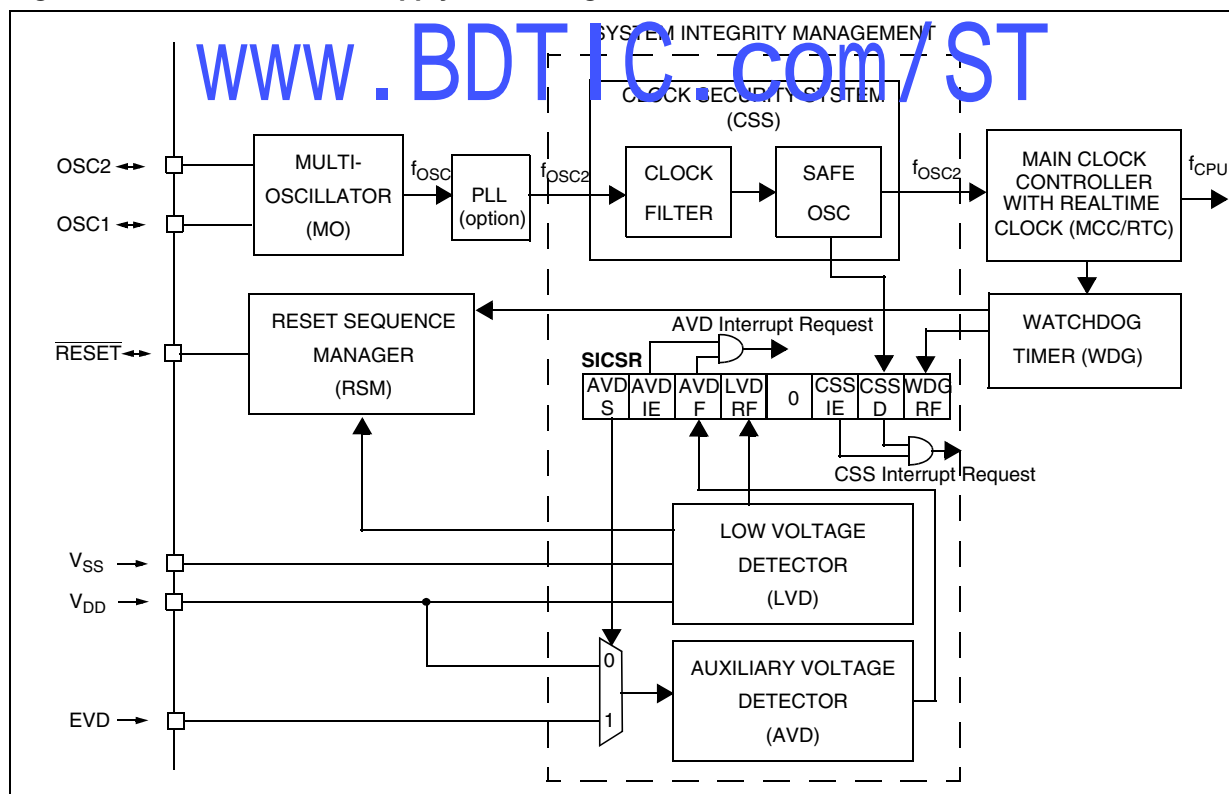 www.BDTIC.com/ST
SYSTEM INTEGRITY MANAGEMENT
CLOCK SECURITY SYSTEM
(CSS)
OSC2
OSC1
MULTI-
OSCILLATOR
(MO)
fOSC
PLL
(option)
fOSC2
CLOCK
FILTER
SAFE
OSC
fOSC2
MAIN CLOCK
CONTROLLER
WITH REALTIME
CLOCK (MCC/RTC)
fCPU
RESET
RESET SEQUENCE
MANAGER
(RSM)
AVD Interrupt Request
WATCHDOG
TIMER (WDG)
SICSR
AVD AVD AVD LVD 0 CSS CSS WDG
S IE F RF IE D RF
CSS Interrupt Request
VSS
VDD
LOW VOLTAGE
DETECTOR
(LVD)
0
1
EVD
AUXILIARY VOLTAGE
DETECTOR
(AVD)